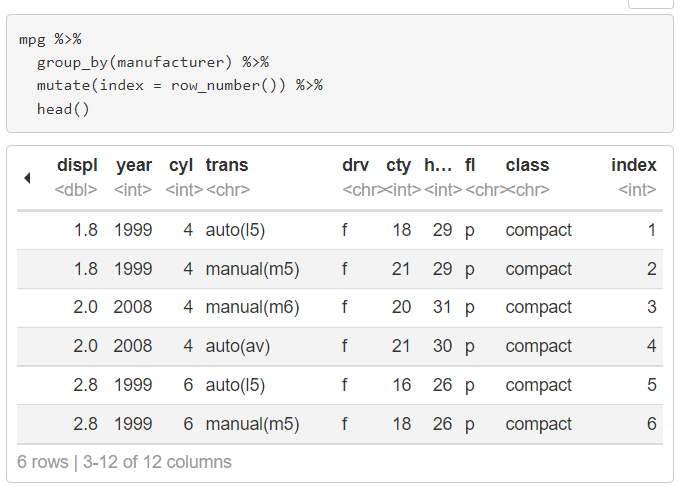 mpg %>%
group_by(manufacturer) %>%
mutate(index = row_number()) %>%
head()
displ year cyl trans drv cty h... fl class index
<dbl> <int> <int> <chr> <chr> <int> <int> <chr> <chr> <int>
1.8 1999 4 auto(l5) f 18 29 p compact 1
1.8 1999 4 manual(m5) f 21 29 p compact 2
2.0 2008 4 manual(m6) f 20 31 p compact 3
2.0 2008 4 auto(av) f 21 30 p compact 4
2.8 1999 6 auto(l5) f 16 26 p compact 5
2.8 1999 6 manual(m5) f 18 26 p compact 6
6 rows | 3-12 of 12 columns